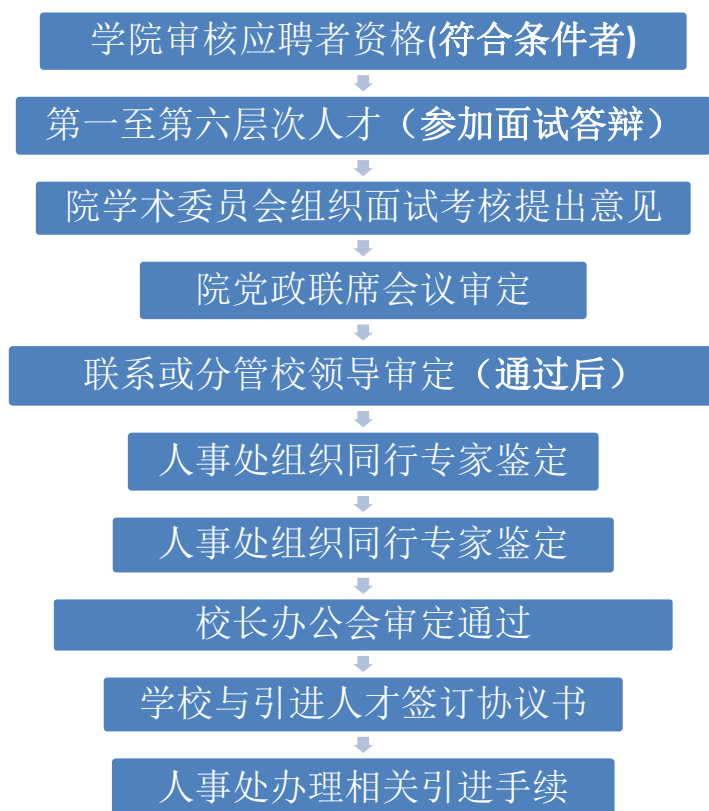 学院审核应聘者资格(符合条件者)
第一至第六层次人才（参加面试答辩）
院学术委员会组织面试考核提出意见
院党政联席会议审定
联系或分管校领导审定（通过后）
人事处组织同行专家鉴定
人事处组织同行专家鉴定
校长办公会审定通过
学校与引进人才签订协议书
人事处办理相关引进手续